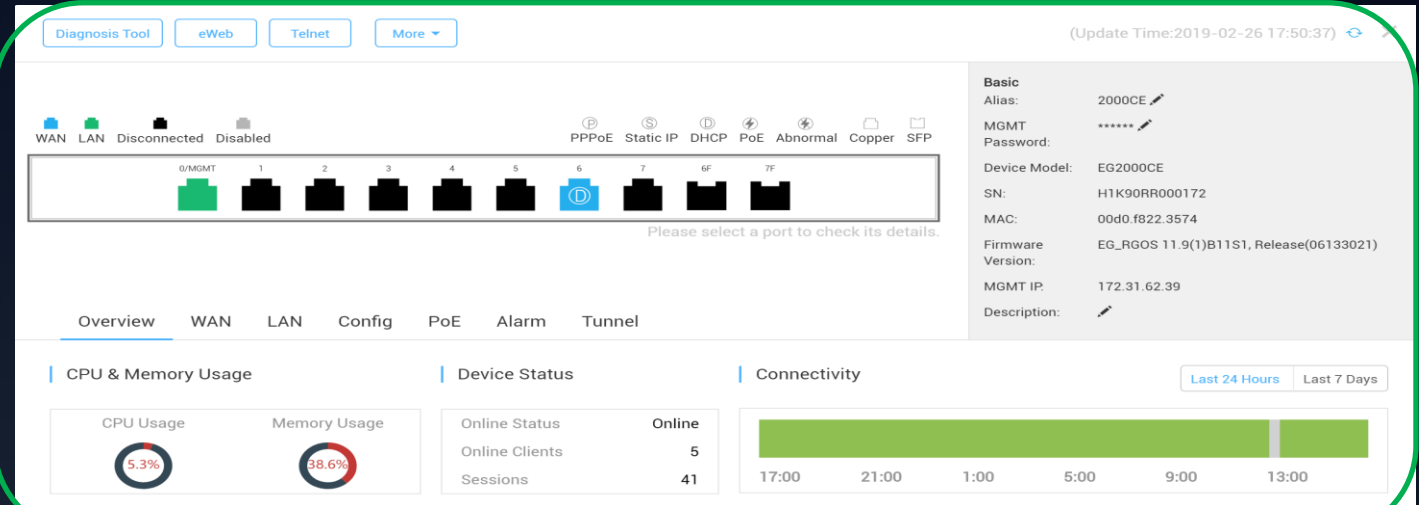 Diagnosis Tool eWeb Telnet More (Update Time:2019-02-26 17:50:37)
WAN LAN Disconnected Disabled P PPPoE S Static IP D DHCP PoE Abnormal Copper SFP
0/MGMT 1 2 3 4 5 6 7 6F 7F
D
Please select a port to check its details.
Basic
Alias: 2000CE
MGMT Password: ******
Device Model: EG2000CE
SN: H1K90RR000172
MAC: 00d0.f822.3574
Firmware Version: EG_RGOS 11.9(1)B11S1, Release(06133021)
MGMT IP: 172.31.62.39
Description:
Overview WAN LAN Config PoE Alarm Tunnel
CPU & Memory Usage
CPU Usage Memory Usage
5.3% 38.6%
Device Status
Online Status Online
Online Clients 5
Sessions 41
Connectivity Last 24 Hours Last 7 Days
17:00 21:00 1:00 5:00 9:00 13:00